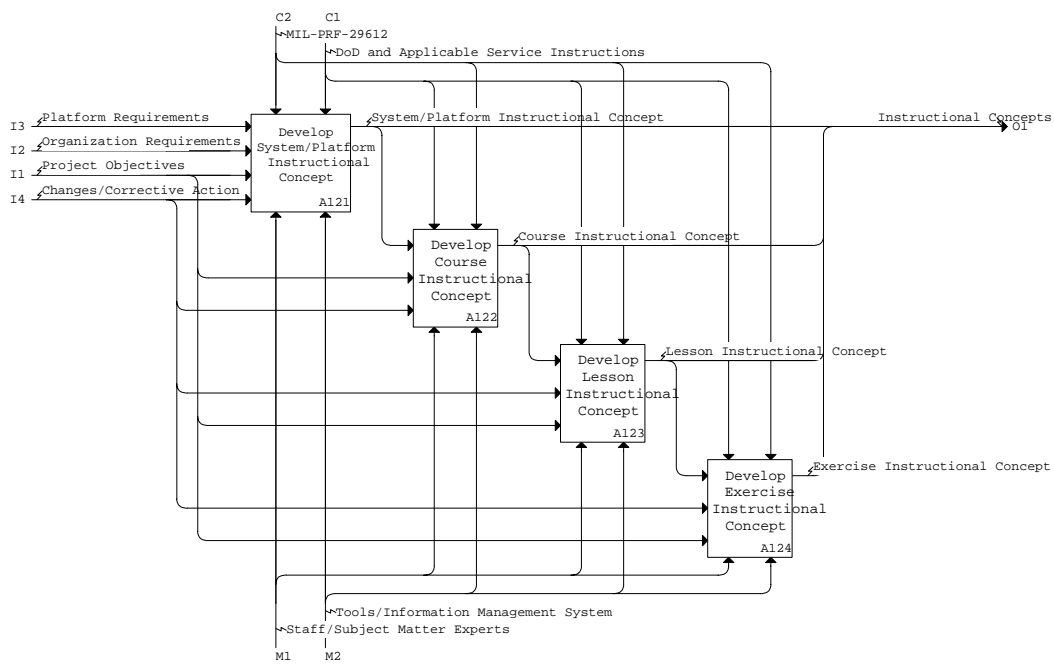 C2
C1
MIL-PRF-29612
DoD and Applicable Service Instructions
I3
Platform Requirements
I2
Organization Requirements
I1
Project Objectives
I4
Changes/Corrective Action
Develop
System/Platform
Instructional
Concept
A121
System/Platform Instructional Concept
Instructional Concepts
O1
Develop
Course
Instructional
Concept
A122
Course Instructional Concept
Develop
Lesson
Instructional
Concept
A123
Lesson Instructional Concept
Develop
Exercise
Instructional
Concept
A124
Exercise Instructional Concept
Tools/Information Management System
Staff/Subject Matter Experts
M1
M2